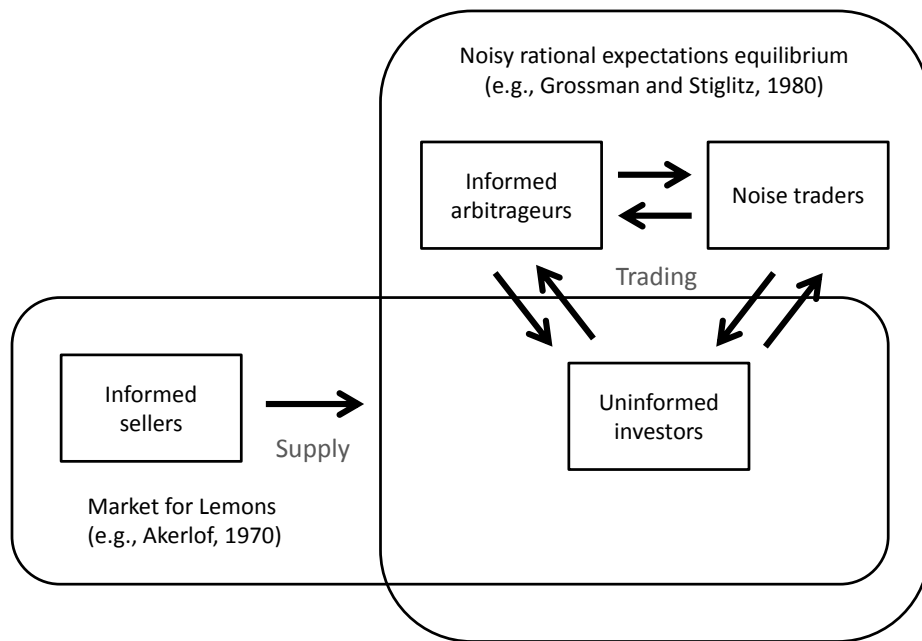 Noisy rational expectations equilibrium
(e.g., Grossman and Stiglitz, 1980)
Informed
arbitrageurs
Noise traders
Trading
Informed
sellers
Supply
Uninformed
investors
Market for Lemons
(e.g., Akerlof, 1970)